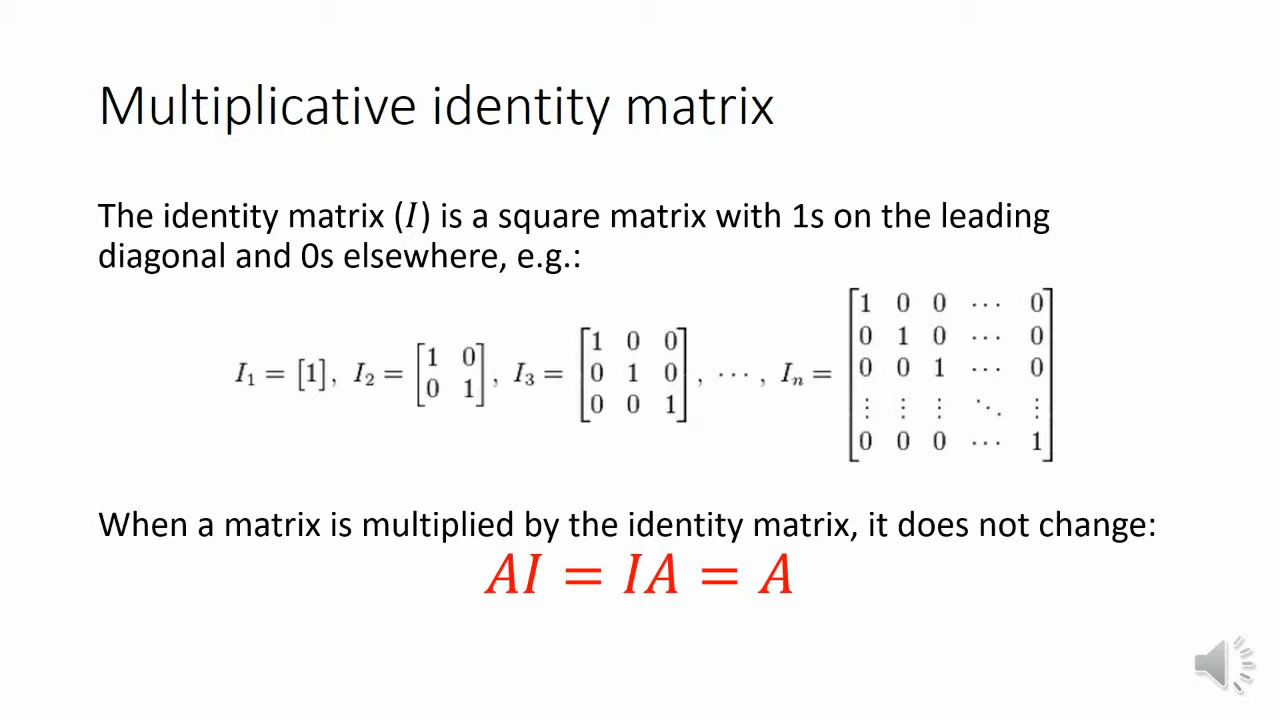 Multiplicative identity matrix
The identity matrix (I) is a square matrix with 1s on the leading
diagonal and 0s elsewhere, e.g.:
I₁ = [1], I₂ = [1 0; 0 1], I₃ = [1 0 0; 0 1 0; 0 0 1], ⋯ , Iₙ = [1 0 0 ⋯ 0; 0 1 0 ⋯ 0; 0 0 1 ⋯ 0; ⋮ ⋮ ⋮ ⋱ ⋮; 0 0 0 ⋯ 1]
When a matrix is multiplied by the identity matrix, it does not change:
AI = IA = A